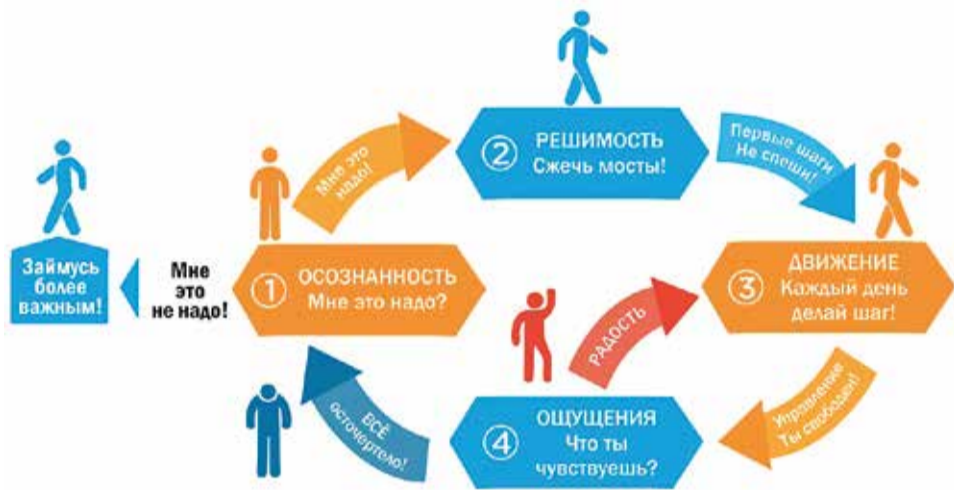 ② РЕШИМОСТЬ
Сжечь мосты!
Мне это
надо!
Первые шаги
Не спеши!
Займусь
более
важным!
Мне
это
не надо!
① ОСОЗНАННОСТЬ
Мне это надо?
③ ДВИЖЕНИЕ
Каждый день
делай шаг!
РАДОСТЬ
Управление
Ты свободен!
ВСЁ
осточертело!
④ ОЩУЩЕНИЯ
Что ты
чувствуешь?